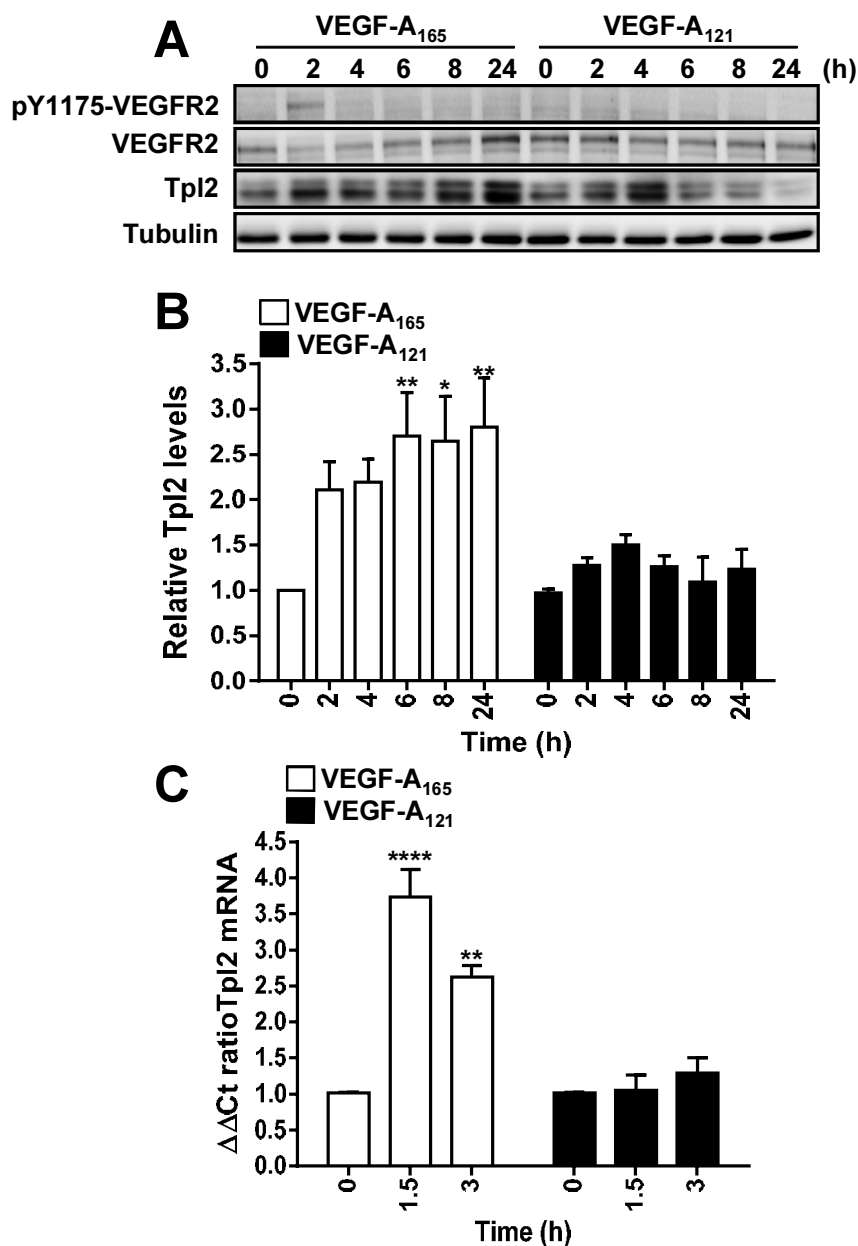 A
VEGF-A165 VEGF-A121
0 2 4 6 8 24 0 2 4 6 8 24 (h)
pY1175-VEGFR2
VEGFR2
Tpl2
Tubulin
B
VEGF-A165
VEGF-A121
Relative Tpl2 levels
3.5
3.0
2.5
2.0
1.5
1.0
0.5
0.0
** * **
0 2 4 6 8 24 0 2 4 6 8 24
Time (h)
C
VEGF-A165
VEGF-A121
ΔΔCt ratioTpl2 mRNA
4.5
4.0
3.5
3.0
2.5
2.0
1.5
1.0
0.5
0.0
****
**
0 1.5 3 0 1.5 3
Time (h)